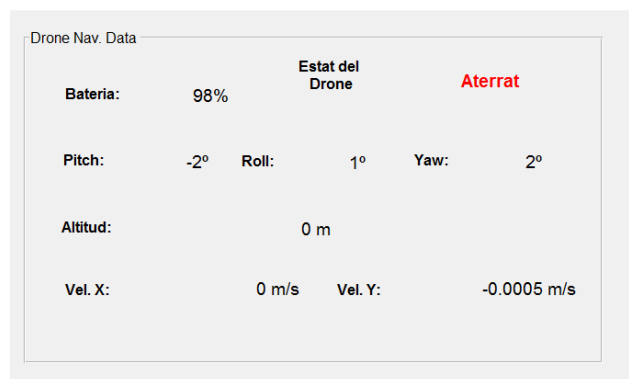 Drone Nav. Data
Estat del
Drone
Aterrat
Bateria: 98%
Pitch: -2º Roll: 1º Yaw: 2º
Altitud: 0 m
Vel. X: 0 m/s Vel. Y: -0.0005 m/s